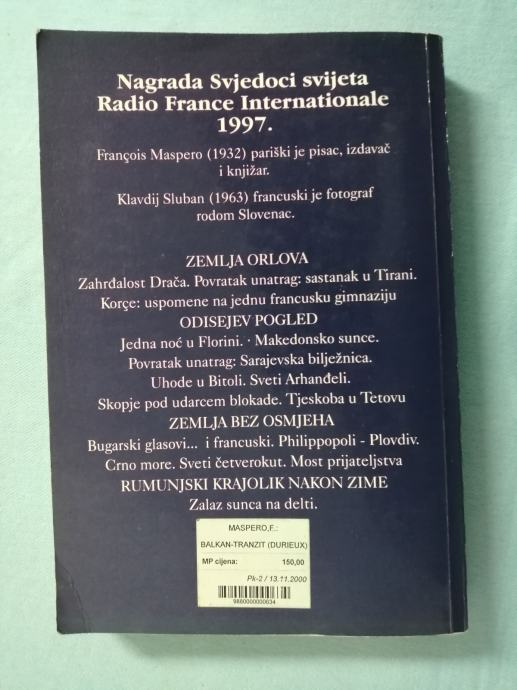 Nagrada Svjedoci svijeta
Radio France Internationale
1997.
François Maspero (1932) pariški je pisac, izdavač
i knjižar.
Klavdij Sluban (1963) francuski je fotograf
rodom Slovenac.
ZEMLJA ORLOVA
Zahrđalost Drača. Povratak unatrag: sastanak u Tirani.
Korçe: uspomene na jednu francusku gimnaziju
ODISEJEV POGLED
Jedna noć u Florini. · Makedonsko sunce.
Povratak unatrag: Sarajevska bilježnica.
Uhode u Bitoli. Sveti Arhanđeli.
Skopje pod udarcem blokade. Tjeskoba u Tetovu
ZEMLJA BEZ OSMJEHA
Bugarski glasovi... i francuski. Philippopoli - Plovdiv.
Crno more. Sveti četverokut. Most prijateljstva
RUMUNJSKI KRAJOLIK NAKON ZIME
Zalaz sunca na delti.
MASPERO,F.:
BALKAN-TRANZIT (DURIEUX)
MP cijena: 150,00
Pk-2 / 13.11.2000
9880000000634